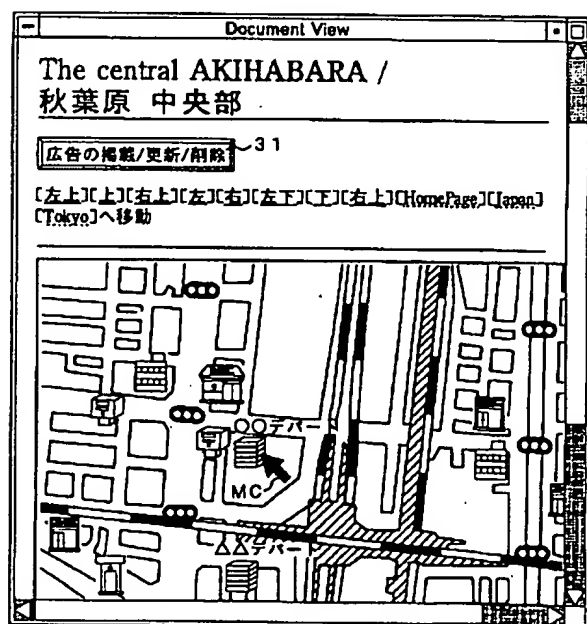 Document View
The central AKIHABARA /
秋葉原 中央部
広告の掲載/更新/削除
31
[左上][上][右上][左][右][左下][下][右上][HomePage][Japan]
[Tokyo]へ移動
○○デパート
MC
△△デパート